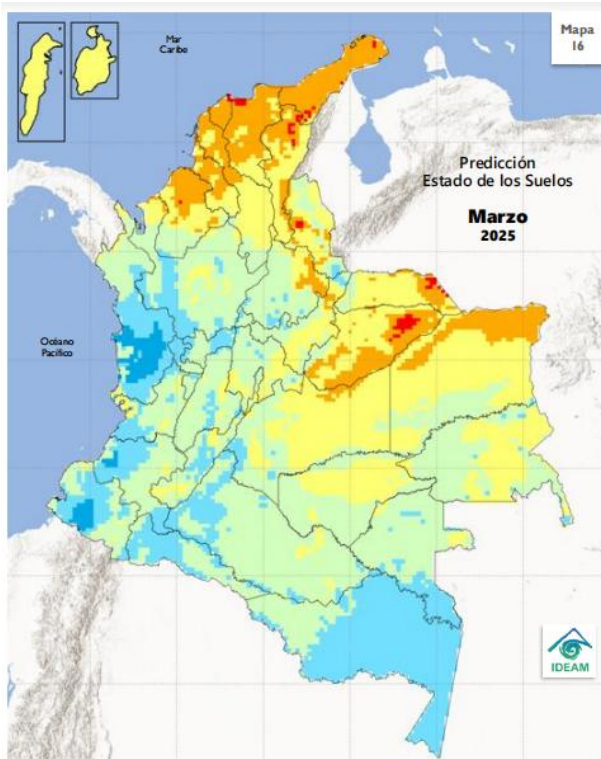 Mar
Caribe
Mapa
16
Predicción
Estado de los Suelos
Marzo
2025
Océano
Pacífico
IDEAM